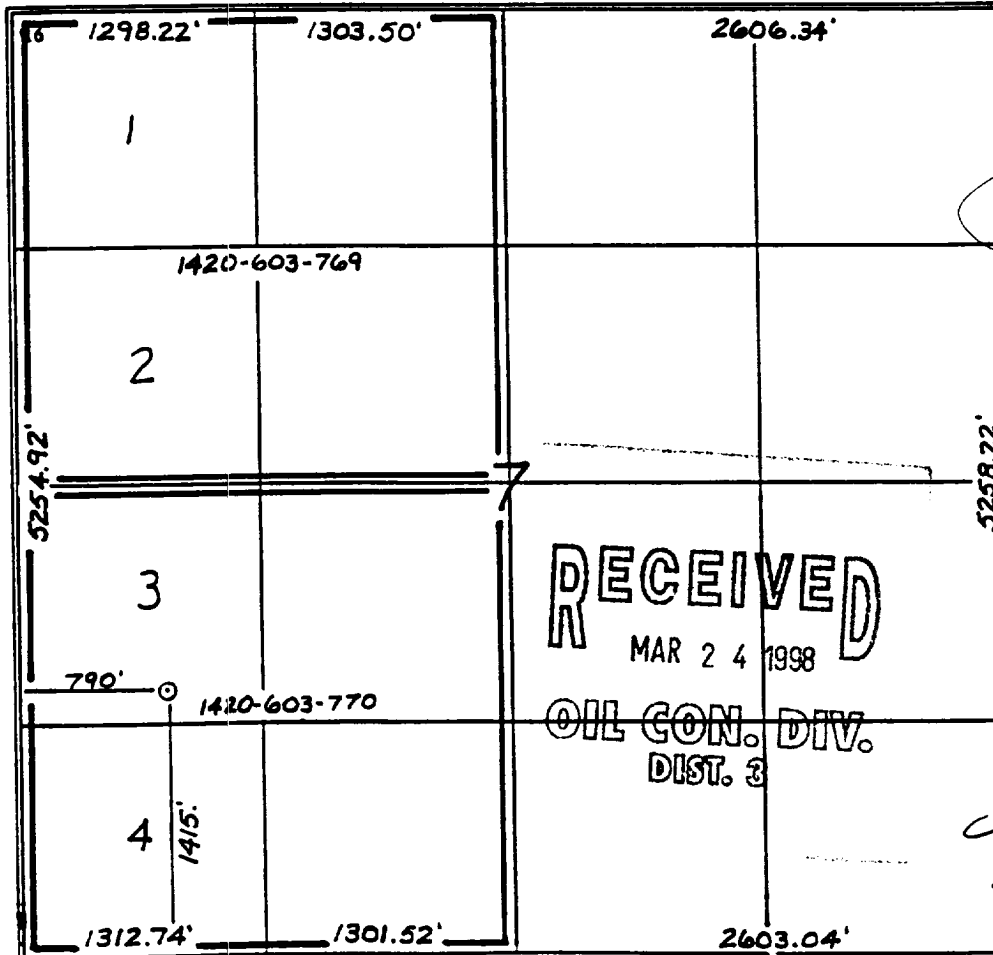 16 1298.22' 1303.50' 2606.34'
1
1420-603-769
2
5254.92' 7 5258.22'
RECEIVED
3
MAR 24 1998
790'
1420-603-770
OIL CON. DIV.
DIST. 3
4 1415.'
1312.74' 1301.52' 2603.04'